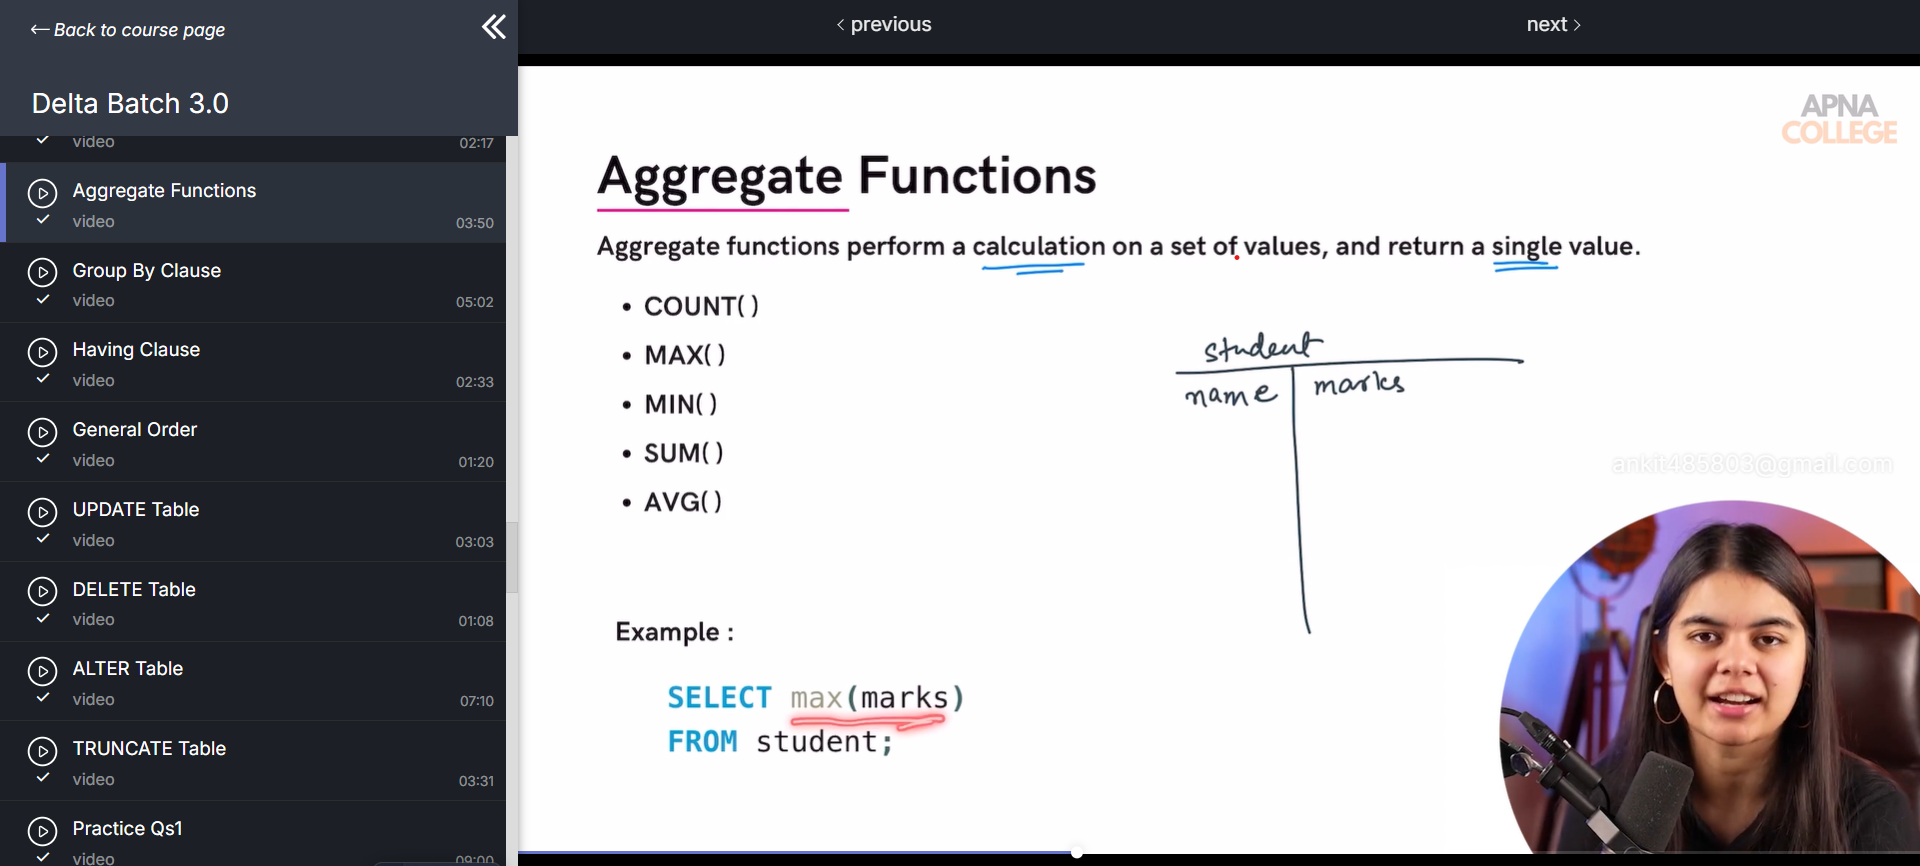 ← Back to course page
Delta Batch 3.0
video
02:17
Aggregate Functions
video
03:50
Group By Clause
video
05:02
Having Clause
video
02:33
General Order
video
01:20
UPDATE Table
video
03:03
DELETE Table
video
01:08
ALTER Table
video
07:10
TRUNCATE Table
video
03:31
Practice Qs1
video
09:00
‹ previous
next ›
APNA
COLLEGE
Aggregate Functions
Aggregate functions perform a calculation on a set of values, and return a single value.
• COUNT( )
• MAX( )
• MIN( )
• SUM( )
• AVG( )
student
name marks
ankit485803@gmail.com
Example :
SELECT max(marks)
FROM student;